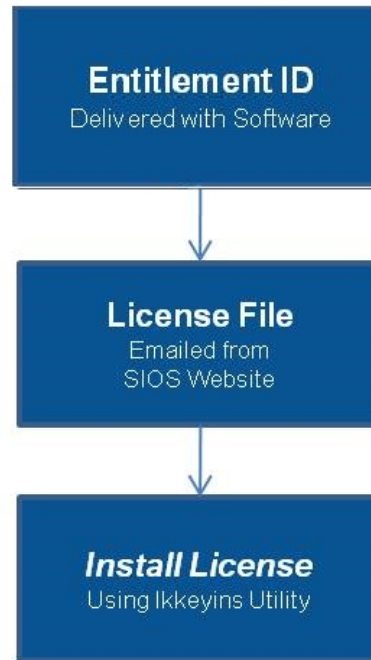 Entitlement ID
Delivered with Software
License File
Emailed from
SIOS Website
Install License
Using lkkeyins Utility